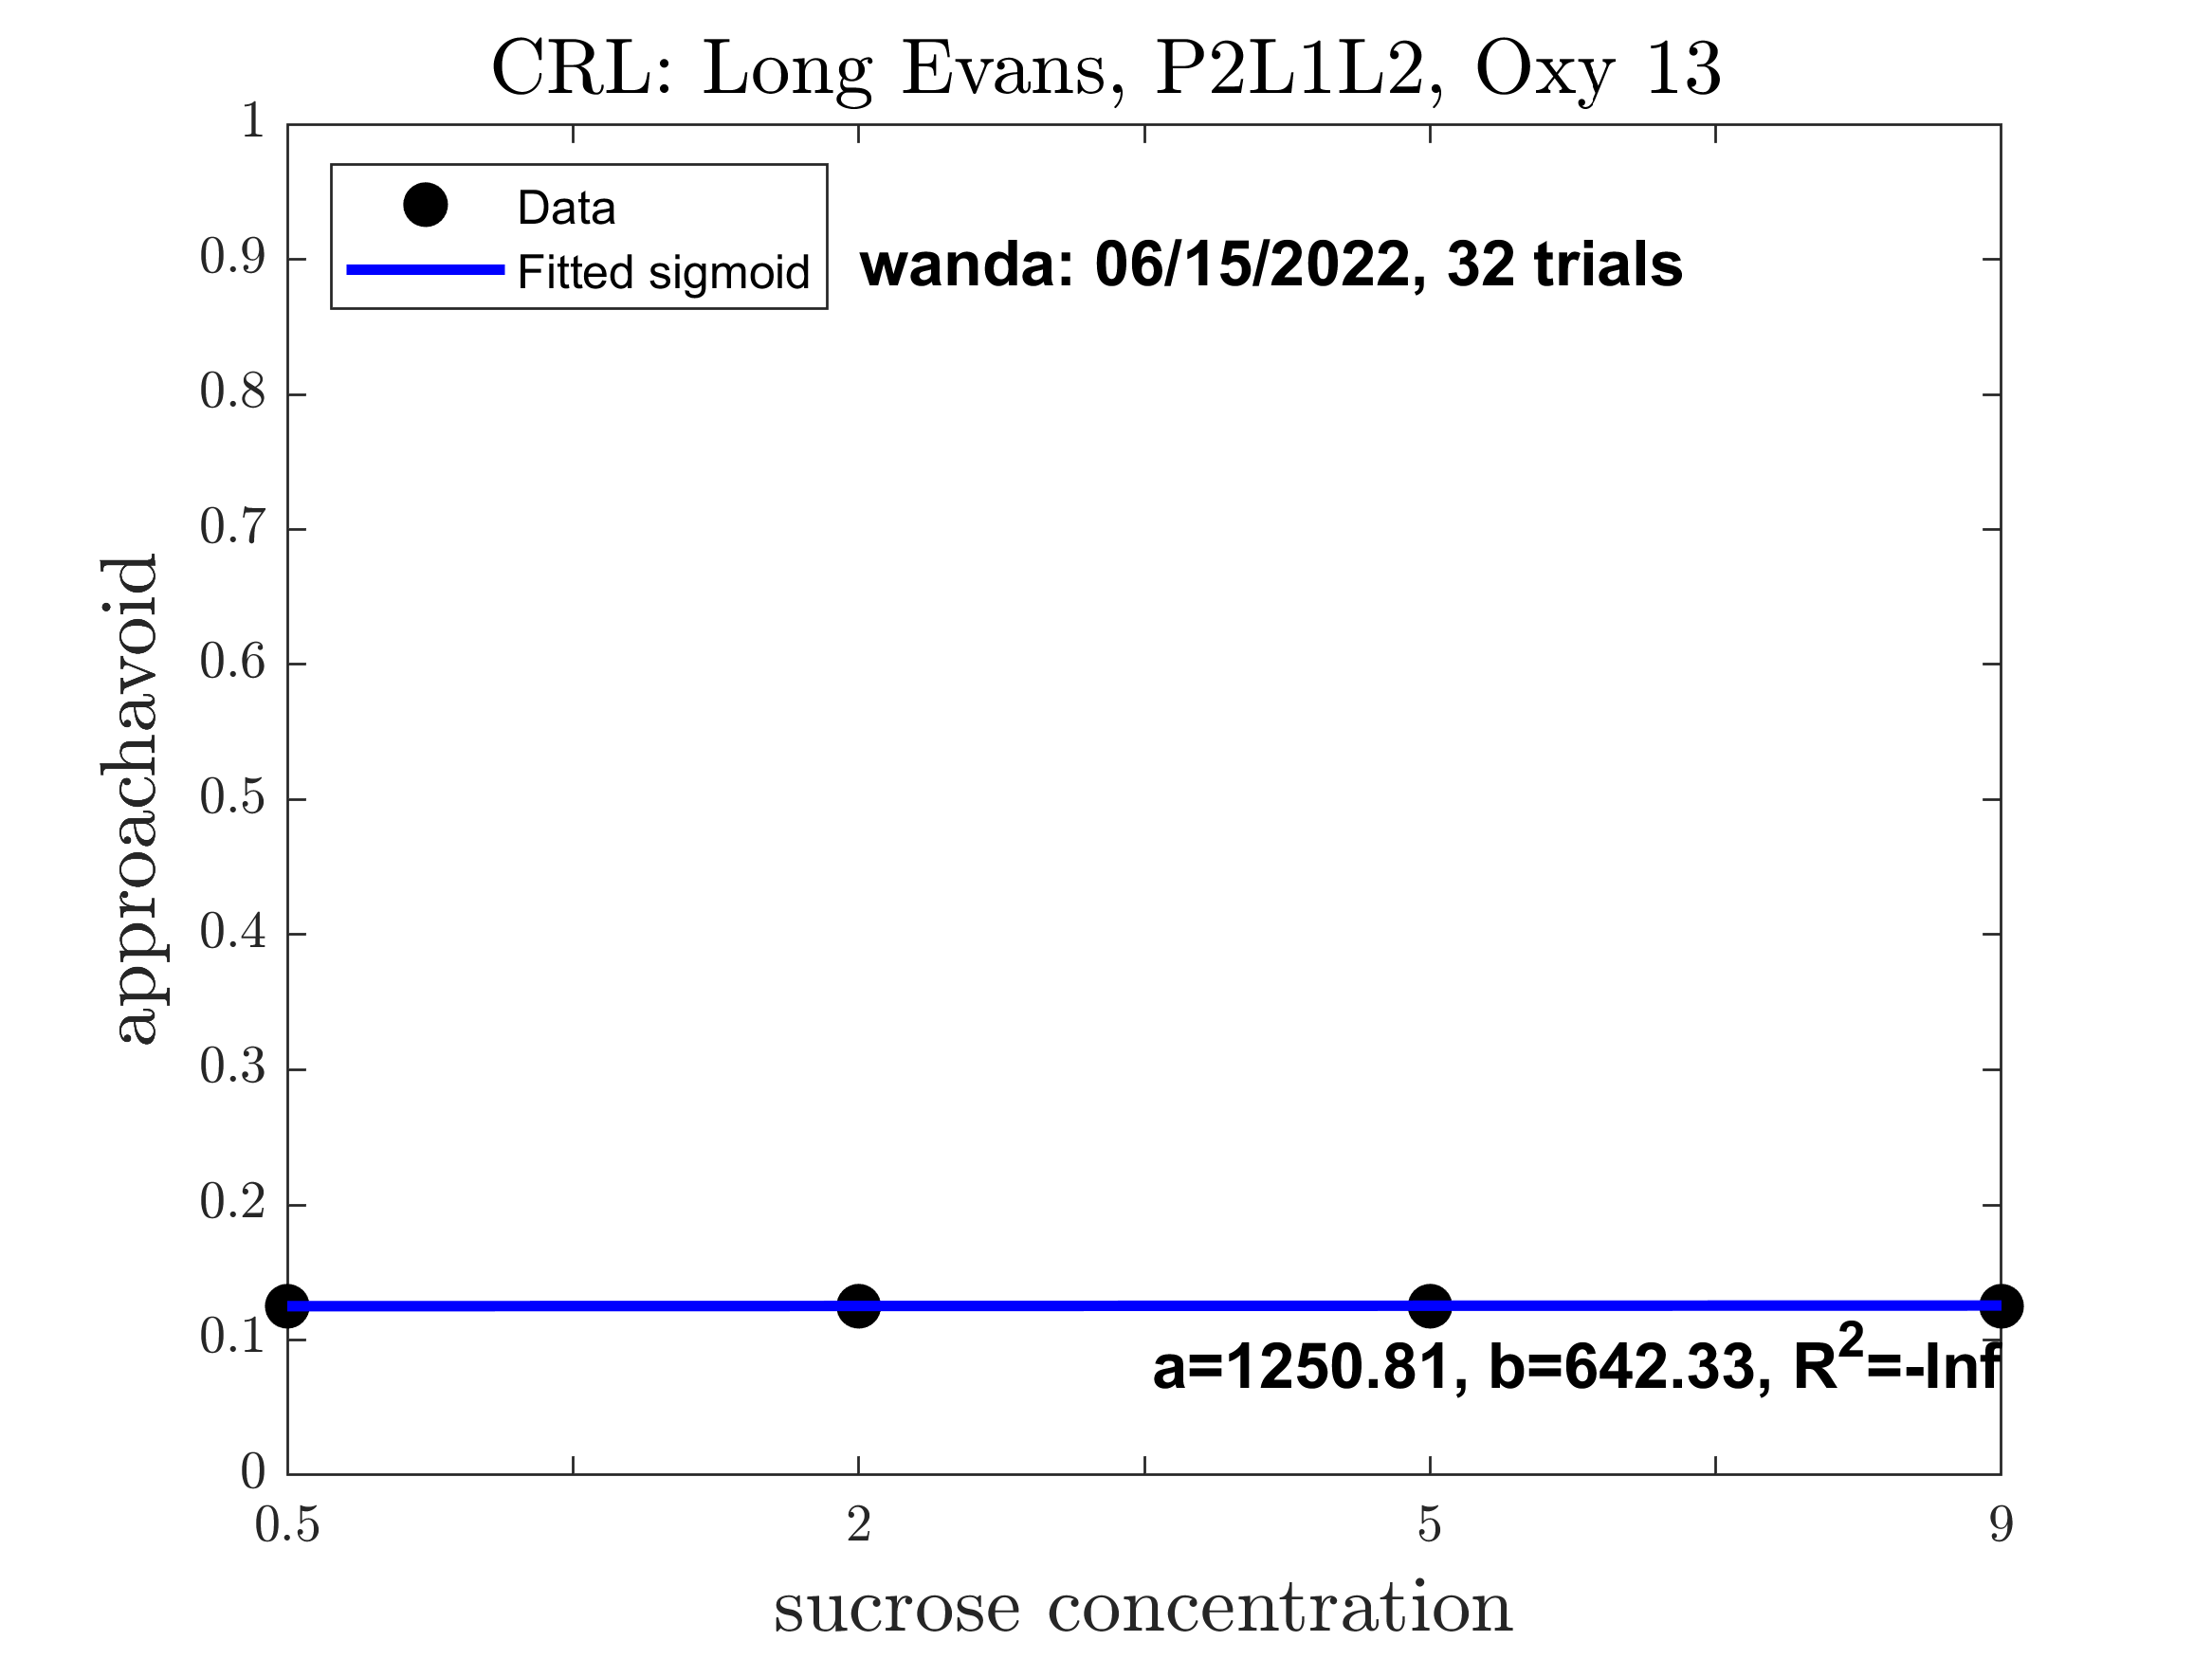 CRL: Long Evans, P2L1L2, Oxy 13
1
Data
Fitted sigmoid
wanda: 06/15/2022, 32 trials
0.9
0.8
0.7
0.6
0.5
0.4
0.3
0.2
0.1
0
approachavoid
a=1250.81, b=642.33, R²=-Inf
0.5 2 5 9
sucrose concentration